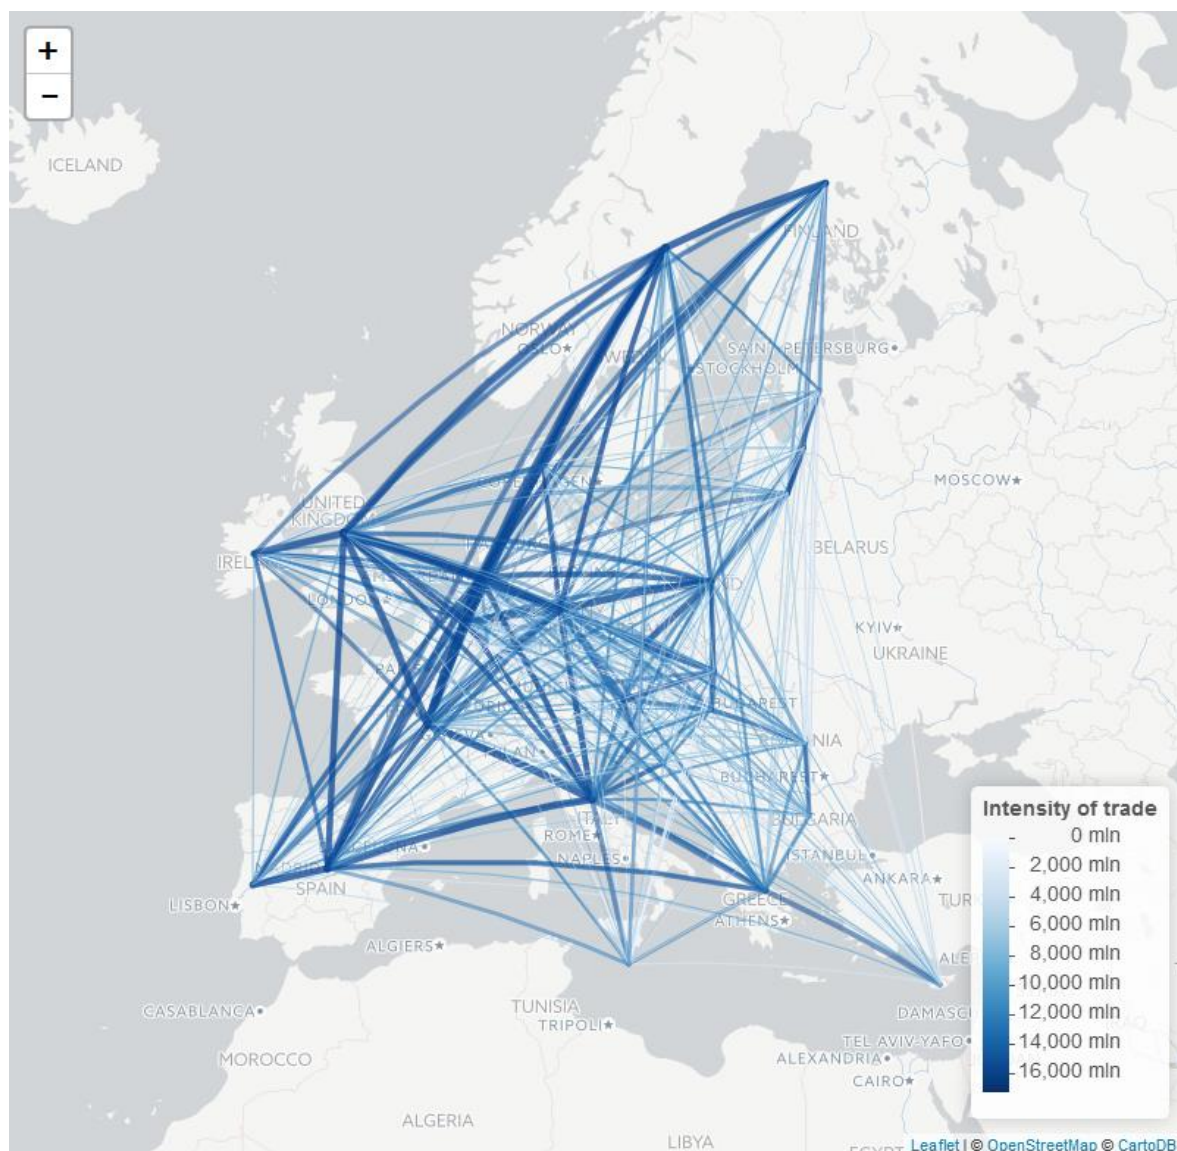 +
−
ICELAND
FINLAND
NORWAY
OSLO
SAINT PETERSBURG
STOCKHOLM
MOSCOW
UNITED
KINGDOM
BELARUS
LONDON
KYIV
UKRAINE
BUCHAREST
ITALY
ROME
NAPLES
BULGARIA
ISTANBUL
ANKARA
SPAIN
LISBON
GREECE
ATHENS
ALGIERS
TUNISIA
TRIPOLI
CASABLANCA
MOROCCO
ALGERIA
LIBYA
TEL AVIV-YAFO
ALEXANDRIA
CAIRO
Intensity of trade
0 mln
2,000 mln
4,000 mln
6,000 mln
8,000 mln
10,000 mln
12,000 mln
14,000 mln
16,000 mln
Leaflet | © OpenStreetMap © CartoDB